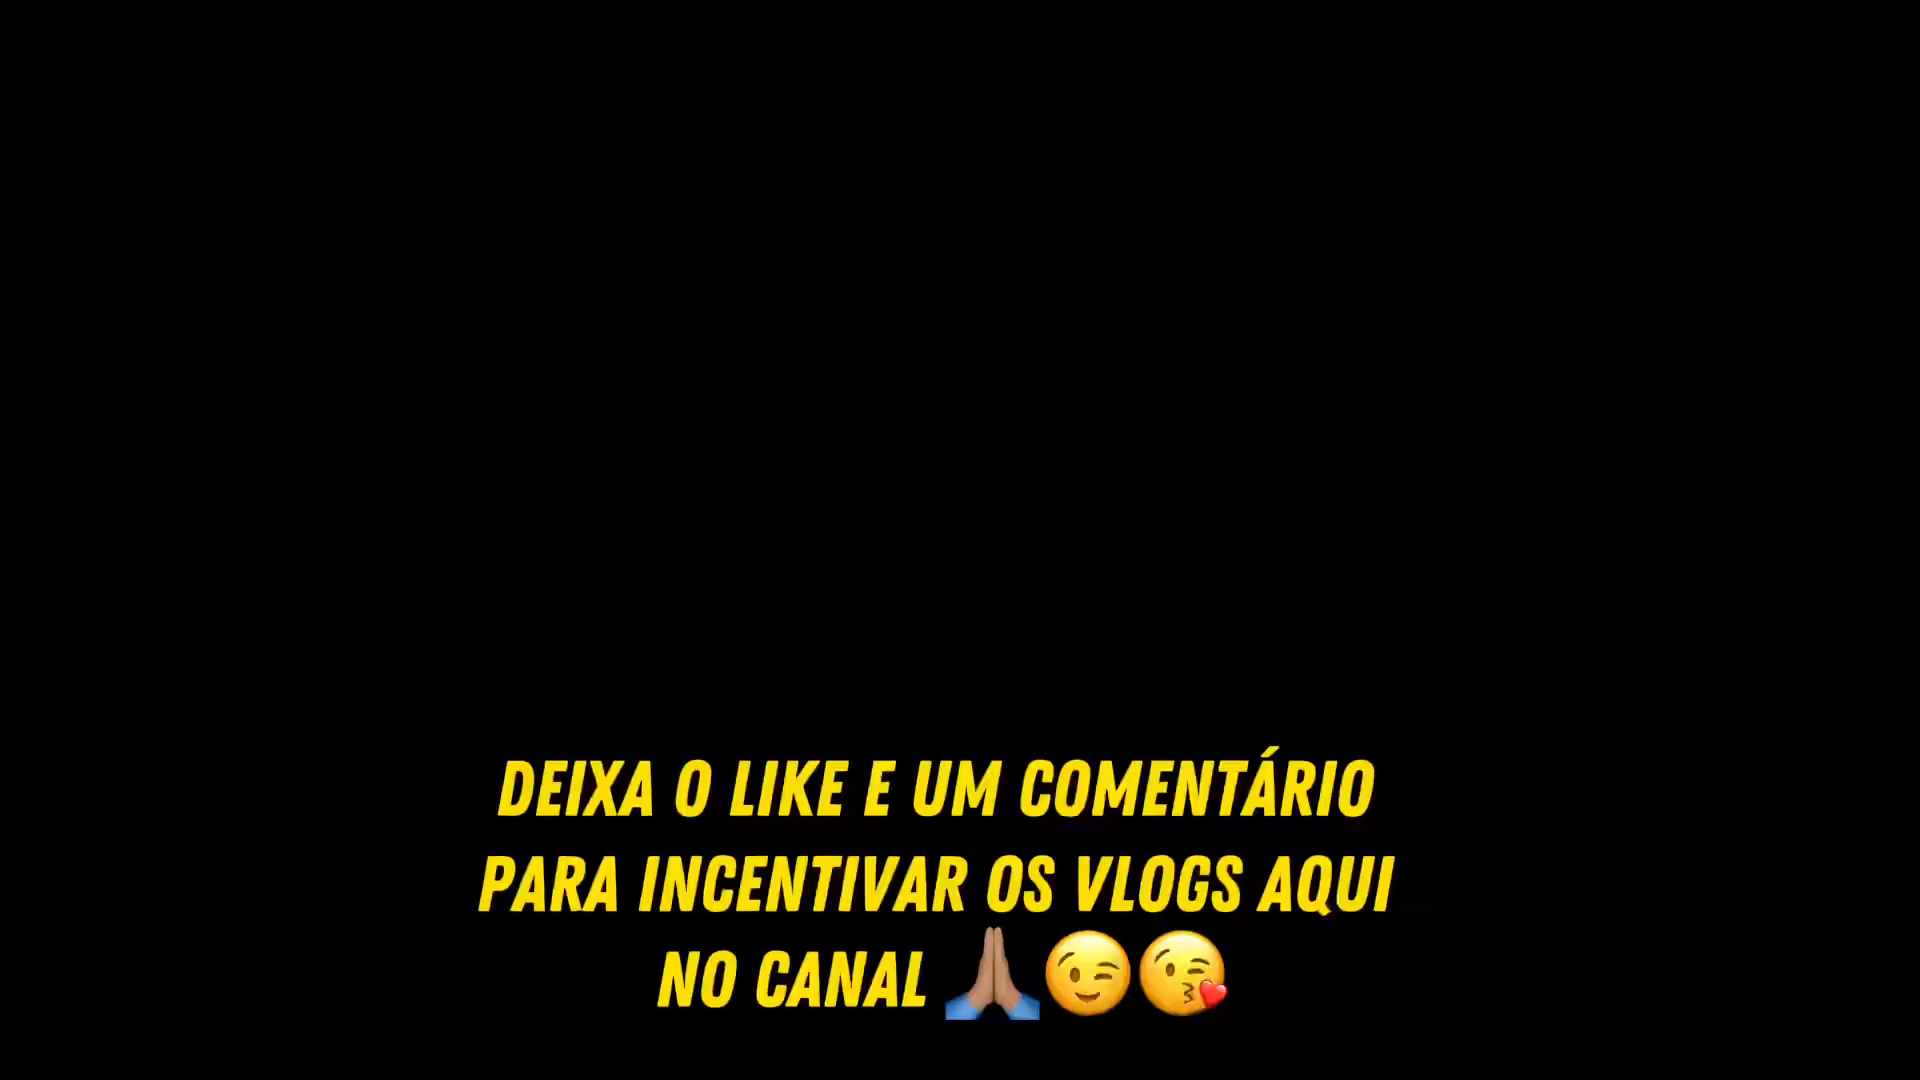 DEIXA O LIKE E UM COMENTÁRIO
PARA INCENTIVAR OS VLOGS AQUI
NO CANAL 🙏🏽😉😘